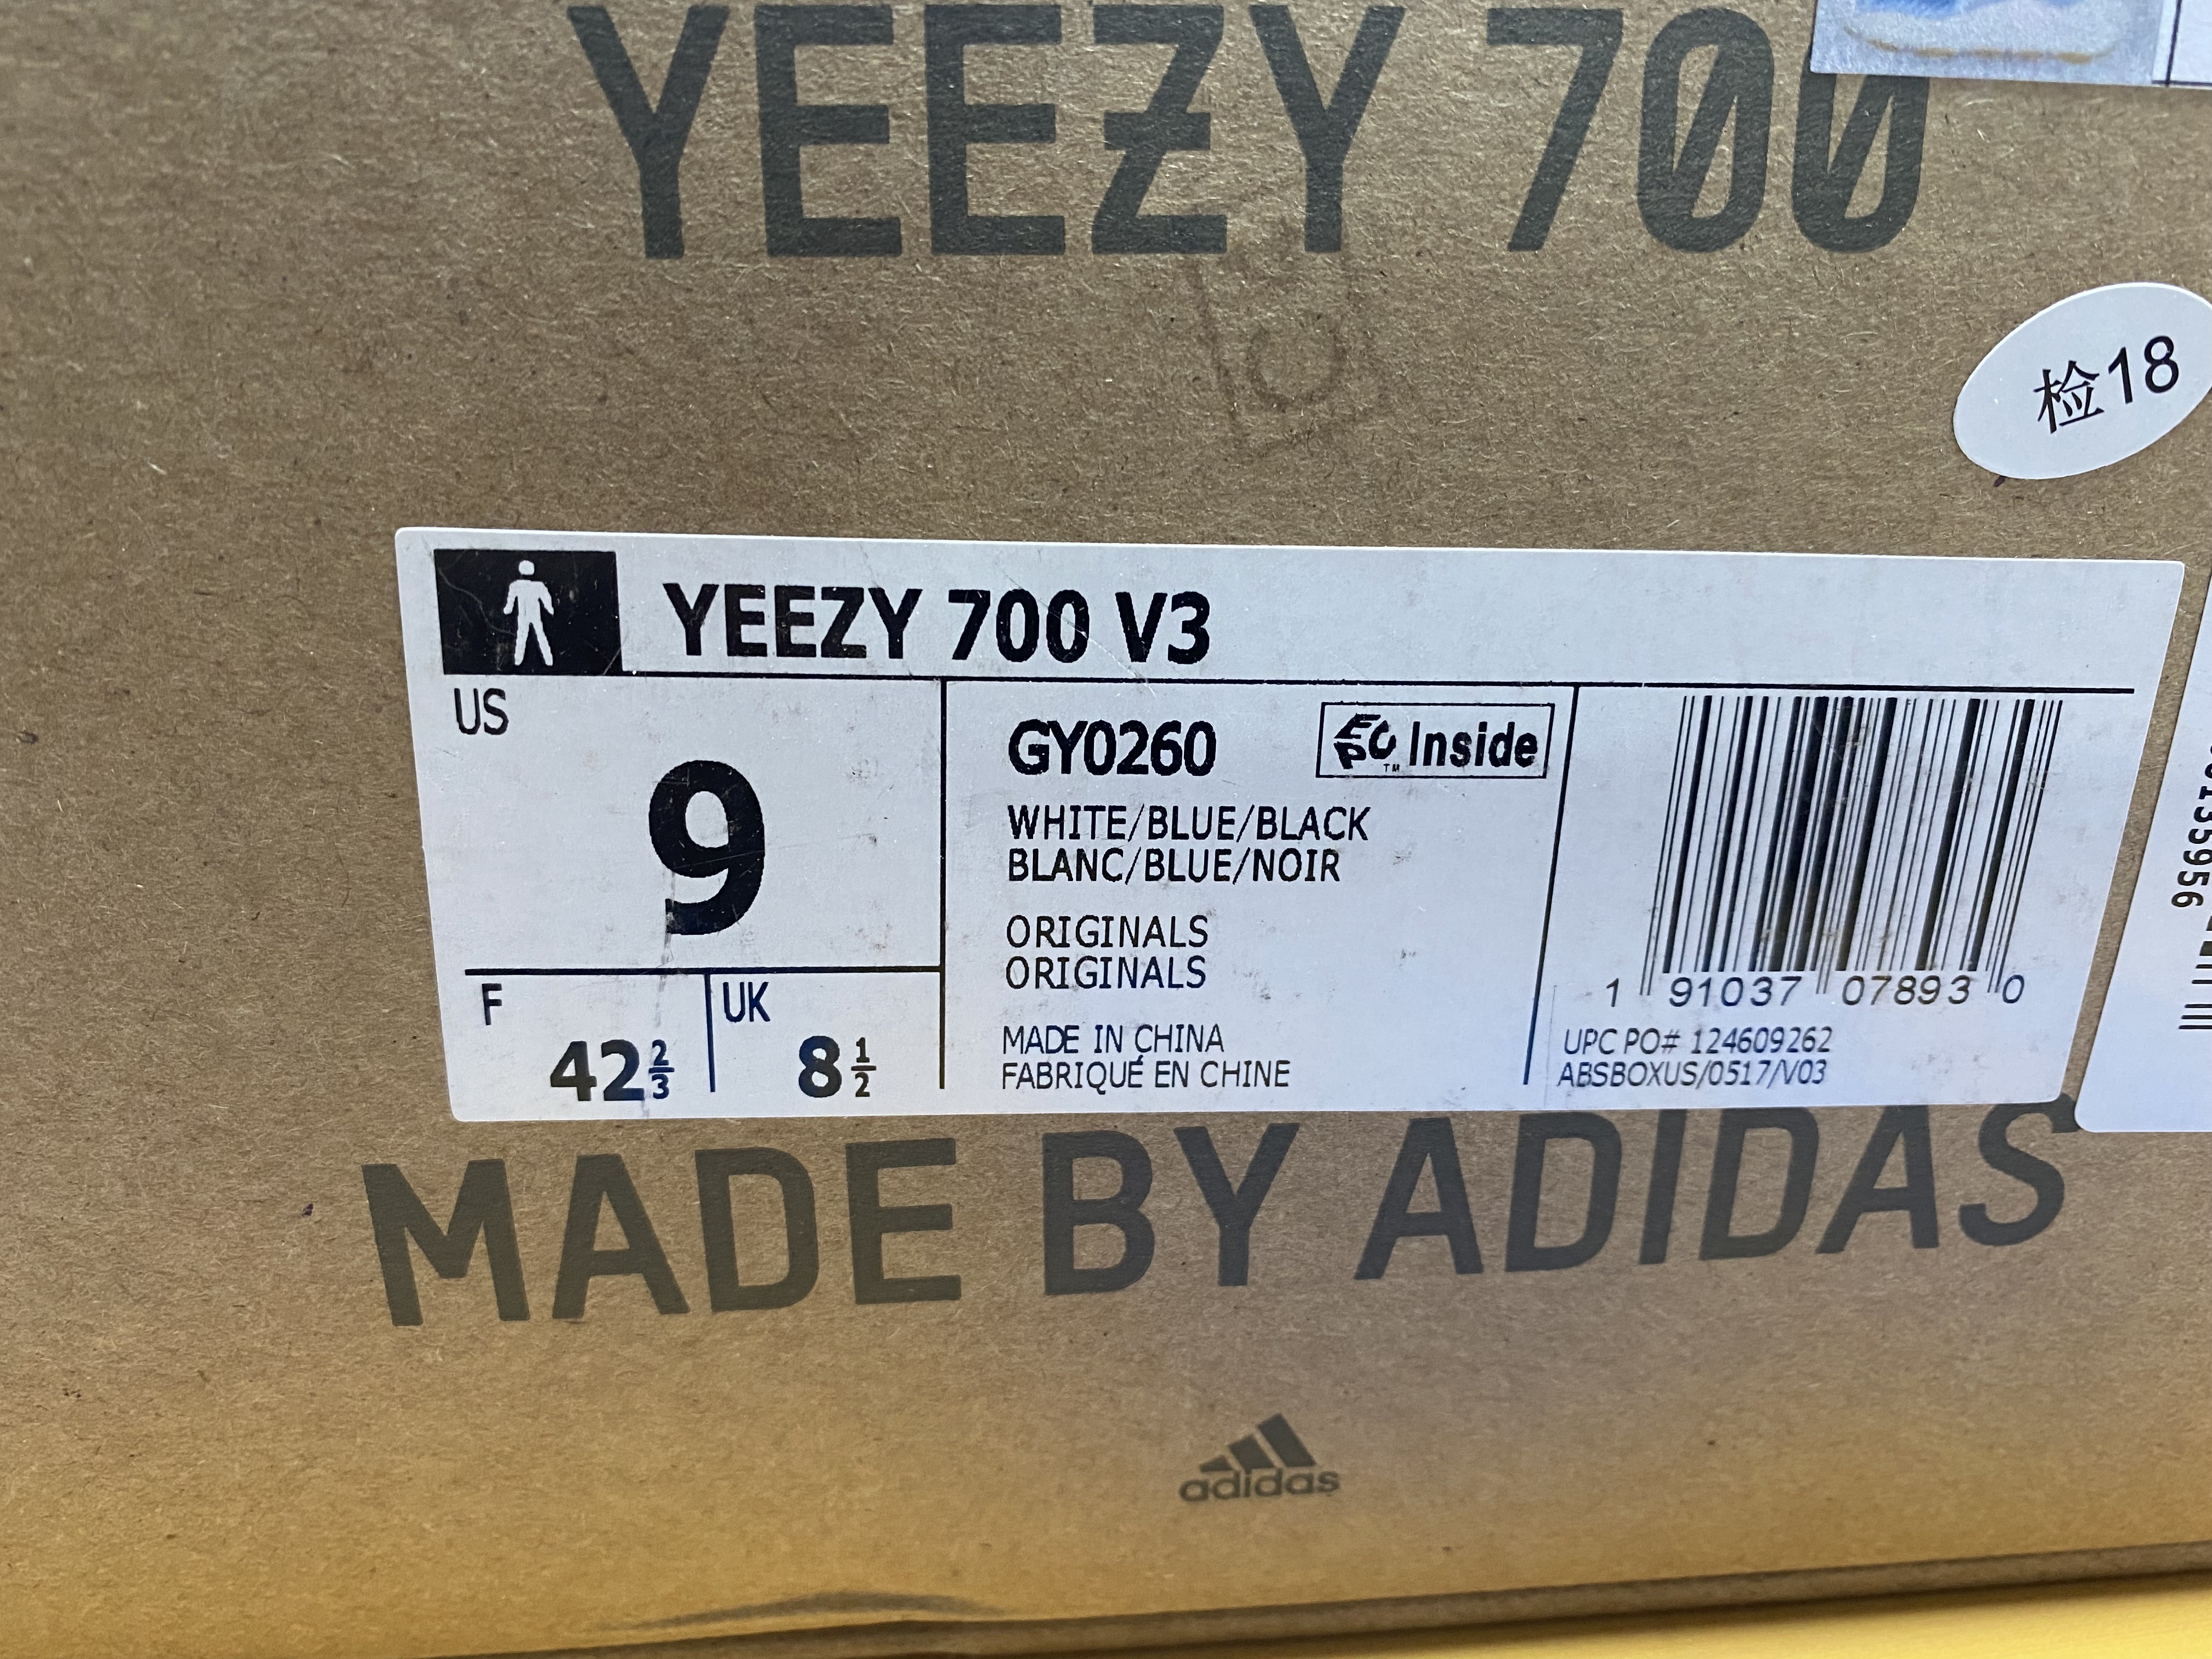 YEEZY 700
检18
YEEZY 700 V3
US
9
F
42 2/3
UK
8 1/2
GY0260
EPC™ Inside
WHITE/BLUE/BLACK
BLANC/BLUE/NOIR
ORIGINALS
ORIGINALS
MADE IN CHINA
FABRIQUÉ EN CHINE
1 91037 07893 0
UPC PO# 124609262
ABSBOXUS/0517/V03
MADE BY ADIDAS
adidas